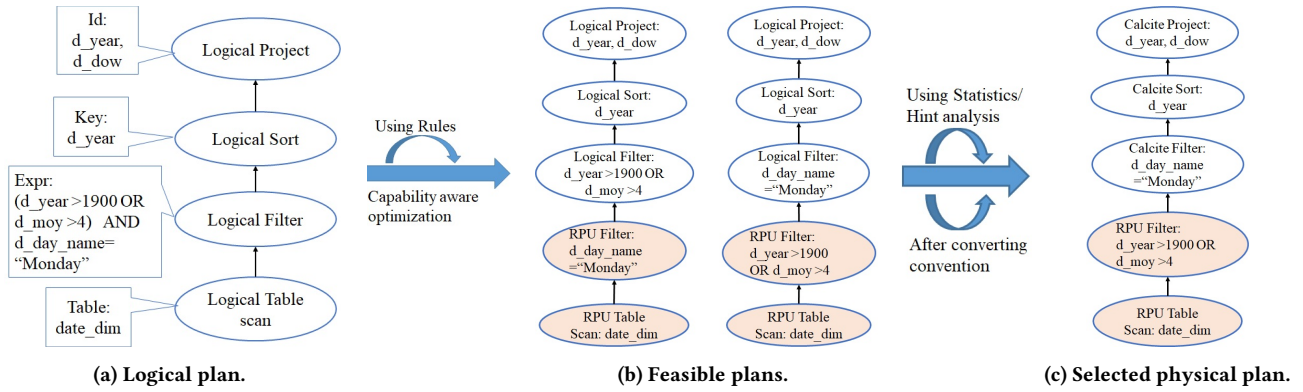 Id:
d_year,
d_dow
Logical Project
Key:
d_year
Logical Sort
Expr:
(d_year >1900 OR
d_moy >4) AND
d_day_name=
“Monday”
Logical Filter
Table:
date_dim
Logical Table
scan
(a) Logical plan.
Using Rules
Capability aware
optimization
Logical Project:
d_year, d_dow
Logical Sort:
d_year
Logical Filter:
d_year>1900 OR
d_moy >4
RPU Filter:
d_day_name
=“Monday”
RPU Table
Scan: date_dim
Logical Project:
d_year, d_dow
Logical Sort:
d_year
Logical Filter:
d_day_name
=“Monday”
RPU Filter:
d_year>1900
OR d_moy >4
RPU Table
Scan: date_dim
(b) Feasible plans.
Using Statistics/
Hint analysis
After converting
convention
Calcite Project:
d_year, d_dow
Calcite Sort:
d_year
Calcite Filter:
d_day_name
=“Monday”
RPU Filter:
d_year >1900 OR
d_moy >4
RPU Table
Scan: date_dim
(c) Selected physical plan.